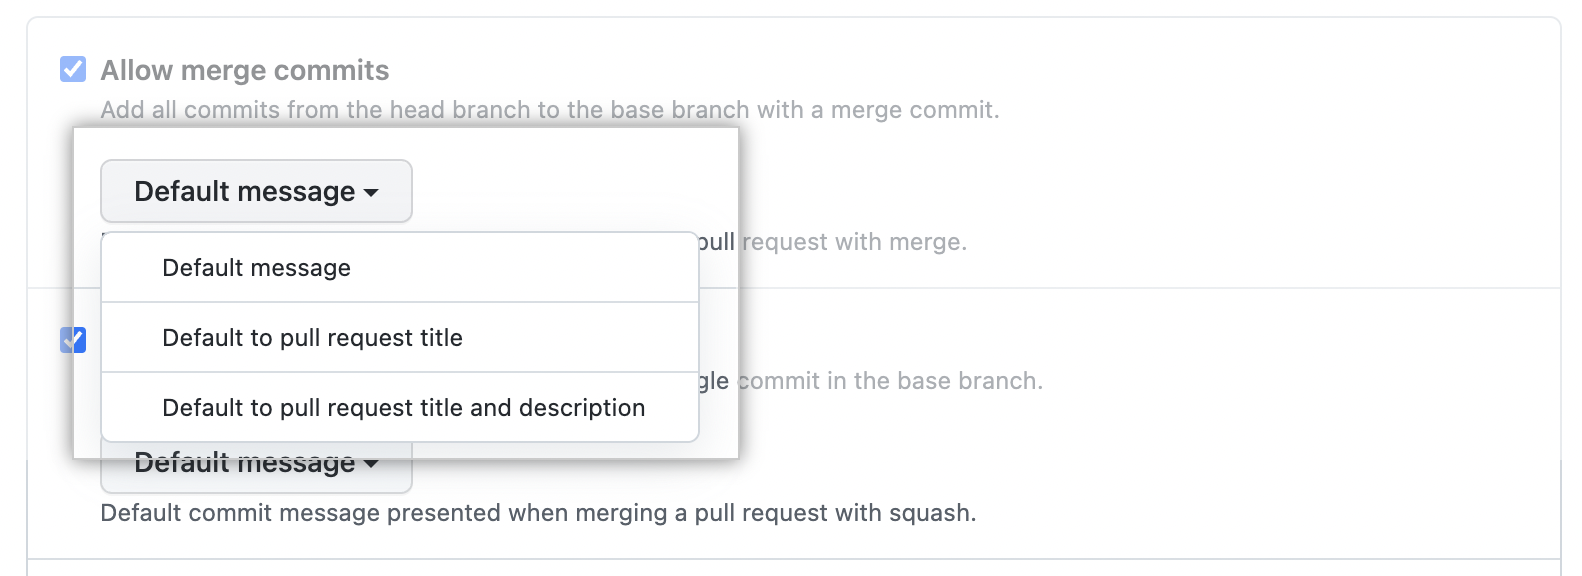 Allow merge commits
Add all commits from the head branch to the base branch with a merge commit.
Default message
pull request with merge.
Default message
Default to pull request title
commit in the base branch.
Default to pull request title and description
Default message
Default commit message presented when merging a pull request with squash.